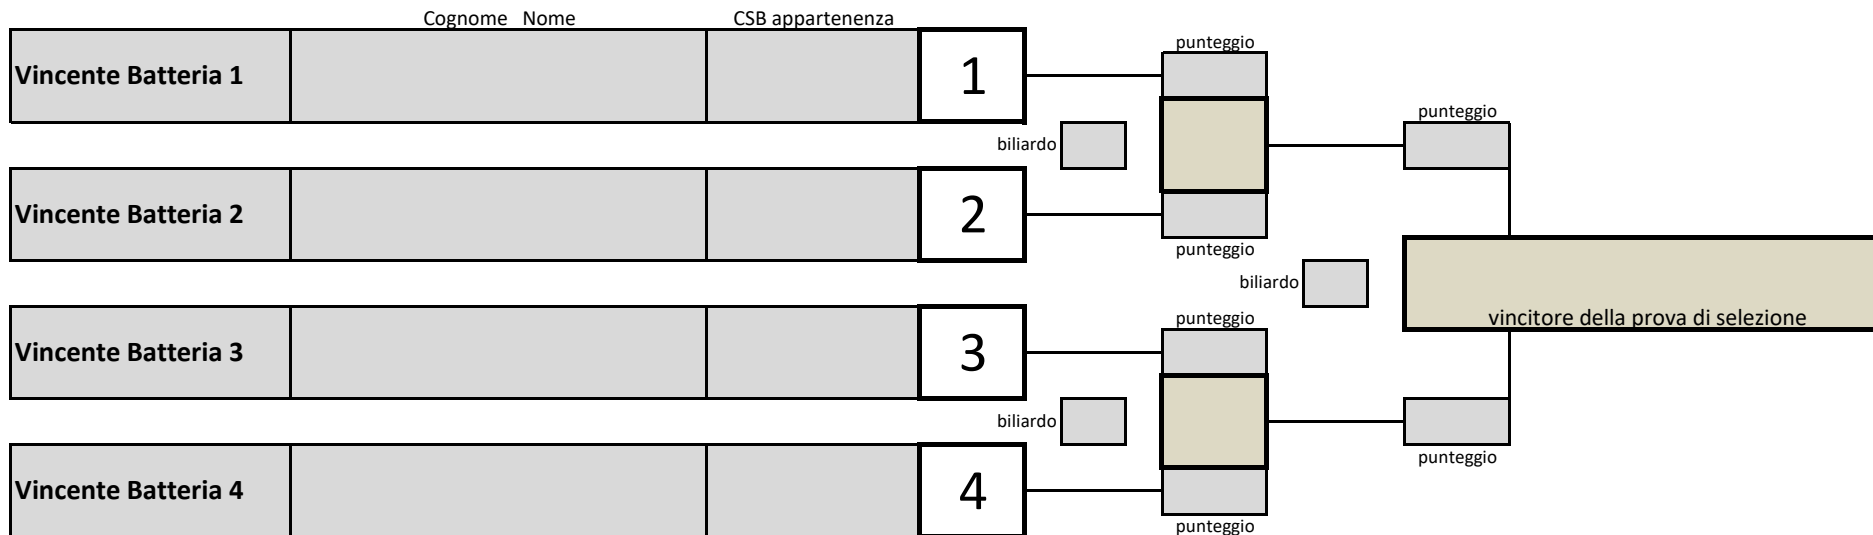 Cognome Nome CSB appartenenza
punteggio
Vincente Batteria 1 1
punteggio
biliardo
Vincente Batteria 2 2
punteggio
biliardo
vincitore della prova di selezione
punteggio
Vincente Batteria 3 3
biliardo
punteggio
Vincente Batteria 4 4
punteggio